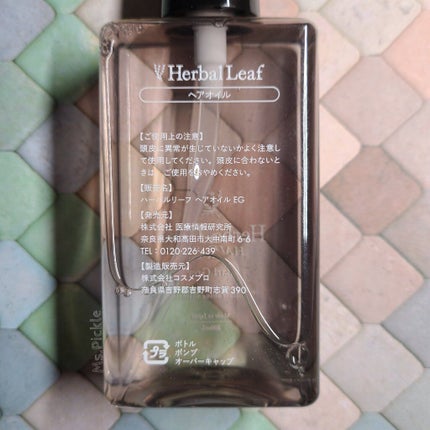 Herbal Leaf
ヘアオイル
【ご使用上の注意】
頭皮に異常が生じていないかよく注意し
て使用してください。頭皮に合わないと
きは、ご使用をおやめください。
【販売名】
ハーバルリーフ ヘアオイル EG
【発売元】
株式会社 医療情報研究所
奈良県大和高田市大中南町6-6
TEL：0120-226-439
【製造販売元】
株式会社コスメプロ
奈良県吉野郡吉野町志賀 390
プラ
ボトル
ポンプ
オーバーキャップ
Ms.Pickle